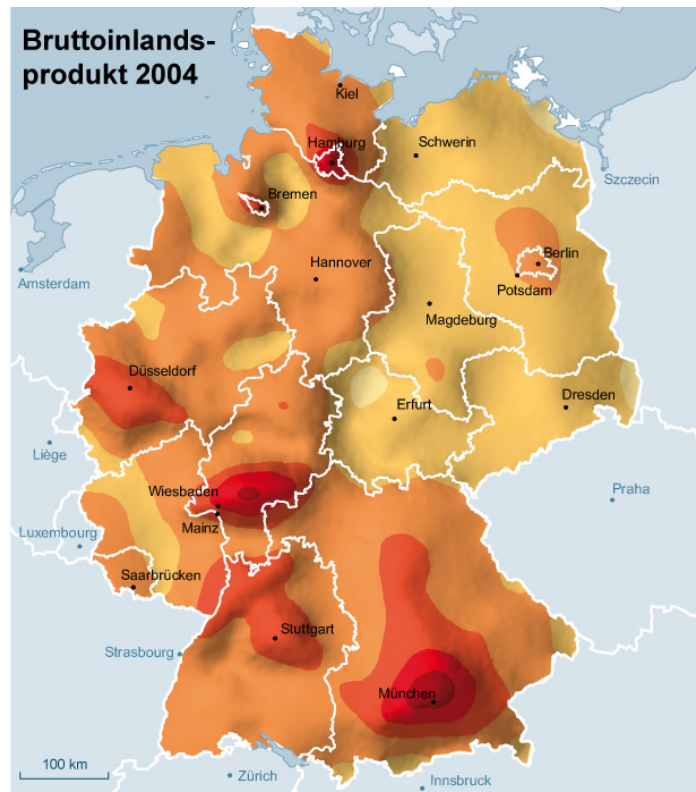 Bruttoinlands-
produkt 2004
Kiel
Hamburg
Schwerin
Szczecin
Bremen
Amsterdam
Hannover
Berlin
Potsdam
Magdeburg
Düsseldorf
Erfurt
Dresden
Liège
Wiesbaden
Praha
Mainz
Luxembourg
Saarbrücken
Stuttgart
Strasbourg
München
100 km
Zürich
Innsbruck